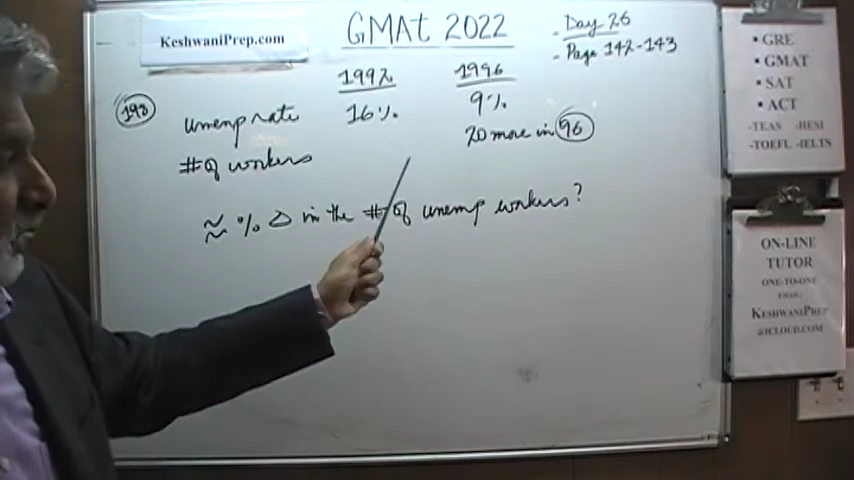 KeshwaniPrep.com
GMAT 2022
- Day 26
- Page 142-143
1992 1996
193 unemp rate 16% 9%
# of workers 20 more in 96
≈ % Δ in the # of unemp workers?
• GRE
• GMAT
• SAT
• ACT
-TEAS -HESI
-TOEFL -IELTS
ON-LINE
TUTOR
ONE-TO-ONE
EMAIL:
KESHWANIPREP
@ICLOUD.COM